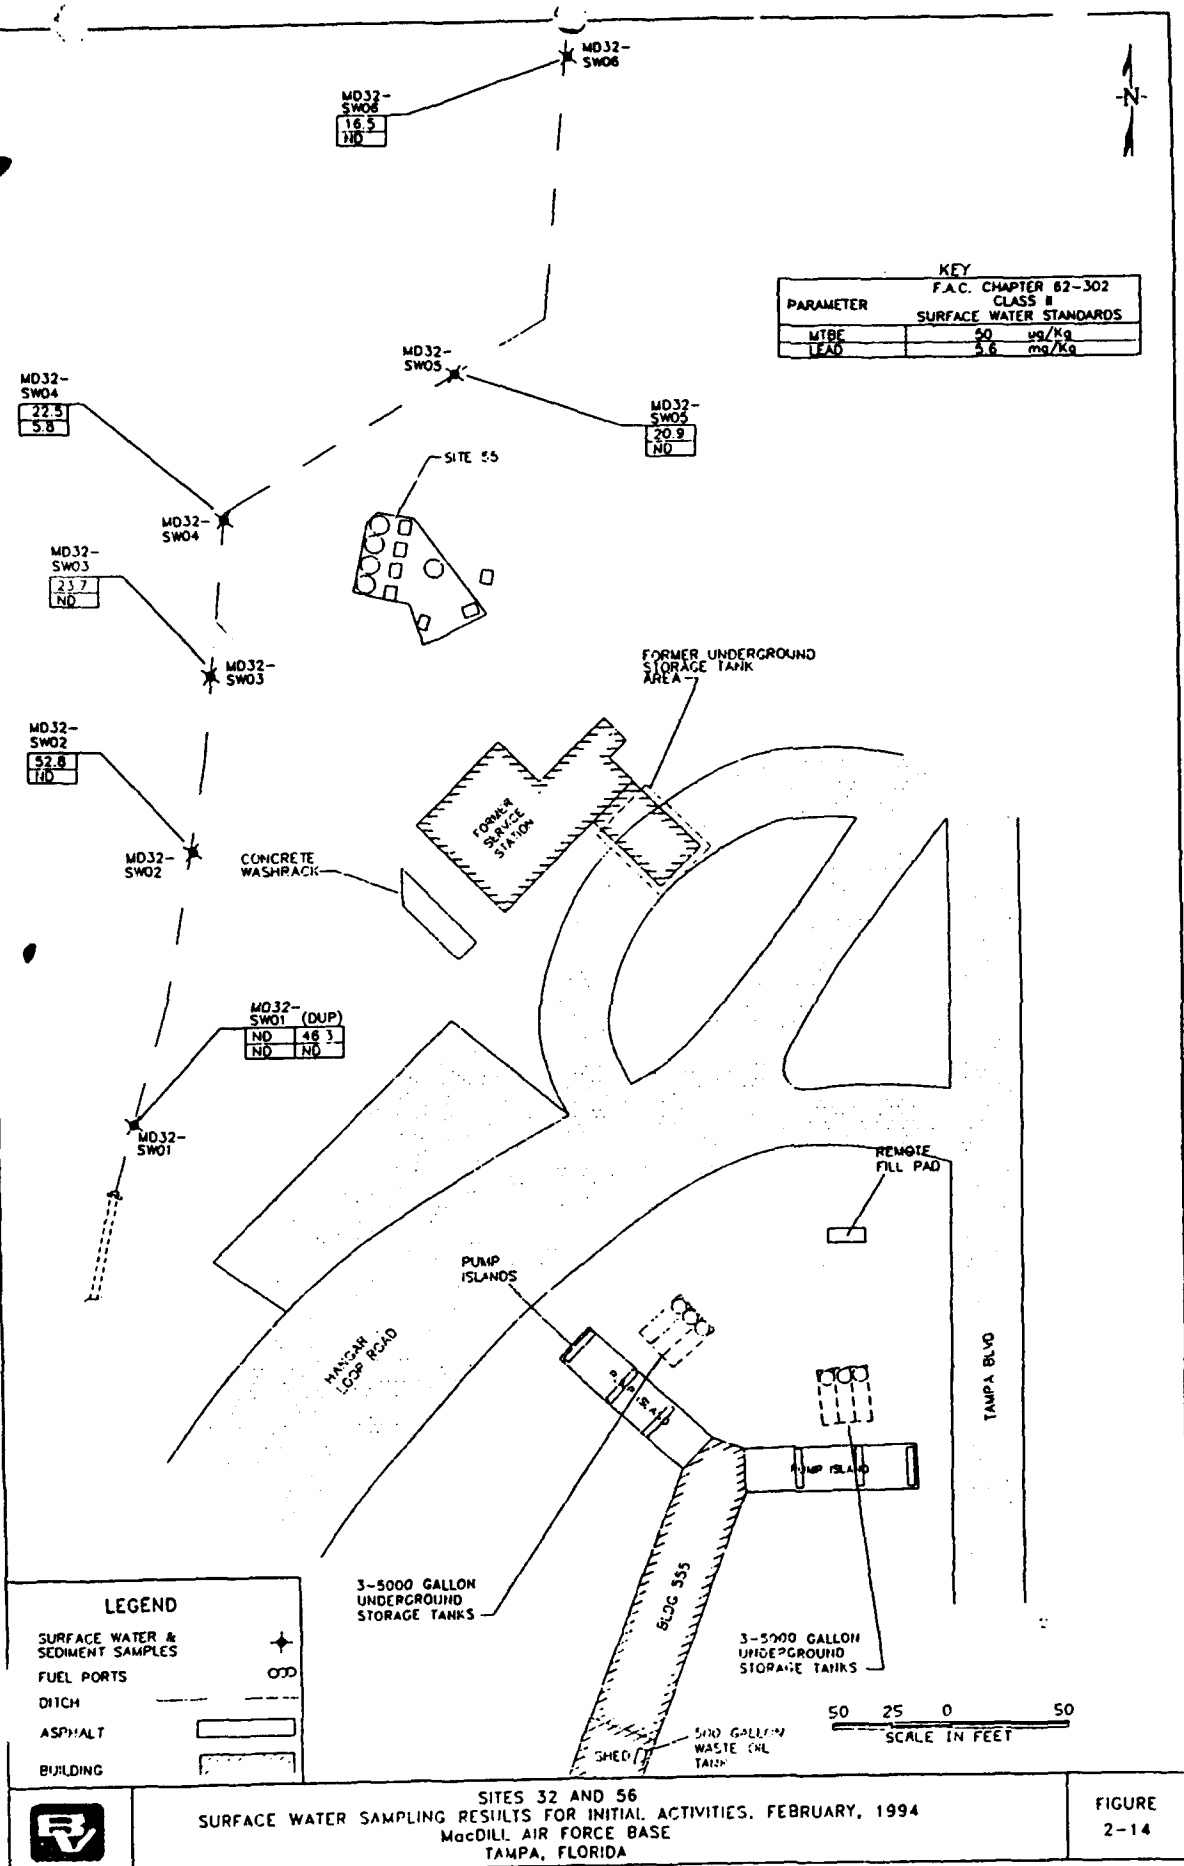 MD32-
SW06
MD32-
SW06
16.5
ND
-N-
KEY
PARAMETER
F.A.C. CHAPTER 62-302
CLASS II
SURFACE WATER STANDARDS
MTBE 50 ug/Kg
LEAD 5.6 mg/Kg
MD32-
SW05
MD32-
SW04
22.5
5.8
MD32-
SW05
20.9
ND
SITE 55
MD32-
SW04
MD32-
SW03
23.7
ND
MD32-
SW03
FORMER UNDERGROUND
STORAGE TANK
AREA
MD32-
SW02
52.8
ND
FORMER
SERVICE
STATION
MD32-
SW02
CONCRETE
WASHRACK
MD32-
SW01 (DUP)
ND 46.3
ND ND
MD32-
SW01
REMOTE
FILL PAD
PUMP
ISLANDS
HANGAR
LOOP ROAD
PUMP ISLAND
TAMPA BLVD
PUMP ISLAND
3-5000 GALLON
UNDERGROUND
STORAGE TANKS
BLDG 555
3-5000 GALLON
UNDERGROUND
STORAGE TANKS
SHED
500 GALLON
WASTE OIL
TANK
50 25 0 50
SCALE IN FEET
LEGEND
SURFACE WATER &
SEDIMENT SAMPLES
FUEL PORTS
DITCH
ASPHALT
BUILDING
BV
SITES 32 AND 56
SURFACE WATER SAMPLING RESULTS FOR INITIAL ACTIVITIES, FEBRUARY, 1994
MacDILL AIR FORCE BASE
TAMPA, FLORIDA
FIGURE
2-14